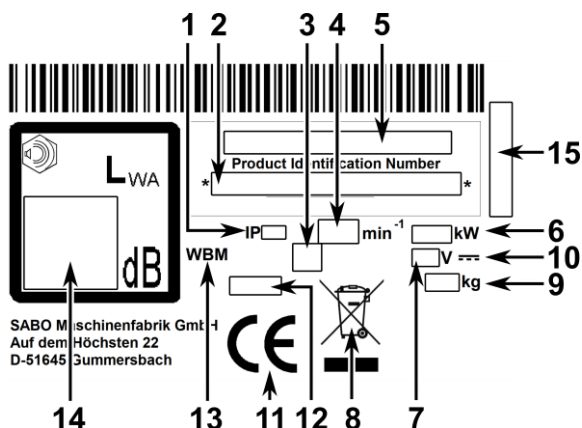 1 2 3 4 5
15
LWA
dB
Product Identification Number
* *
IP min-1 kW 6
WBM V 10
kg 9
SABO Maschinenfabrik GmbH
Auf dem Höchsten 22
D-51645 Gummersbach
CE
14 13 11 12 8 7